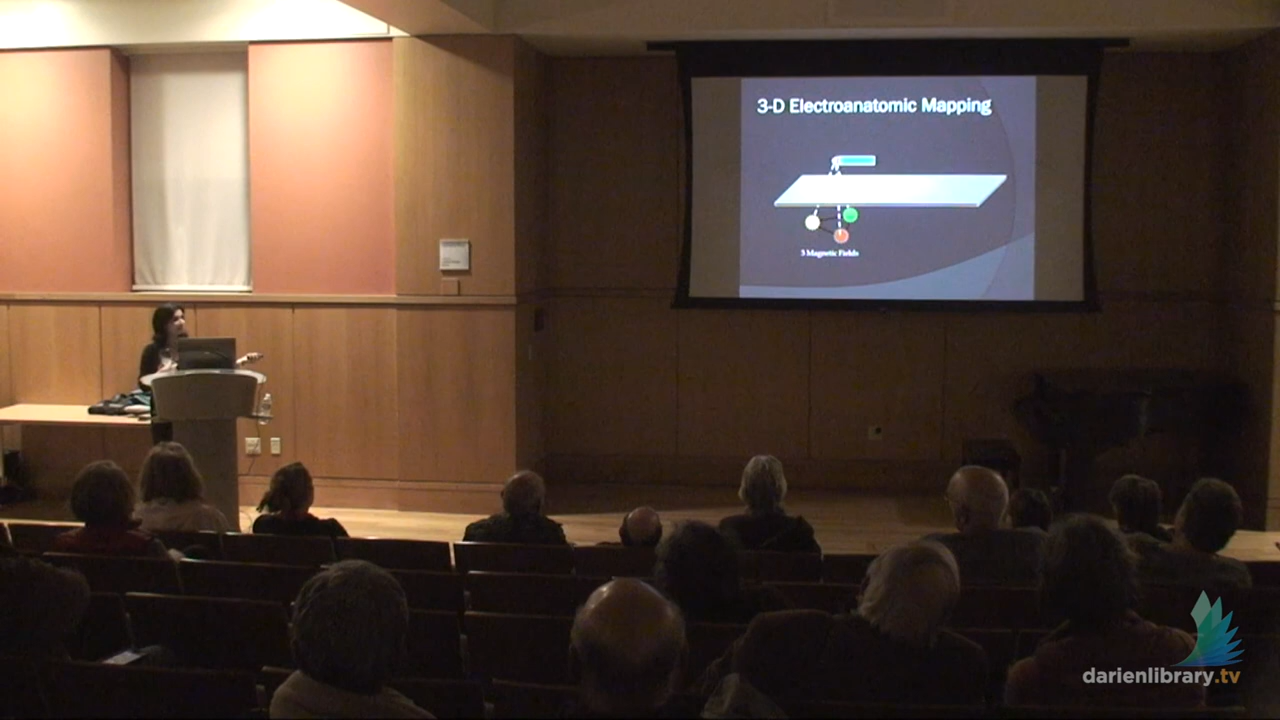 3-D Electroanatomic Mapping
3 Magnetic Fields
darienlibrary.tv